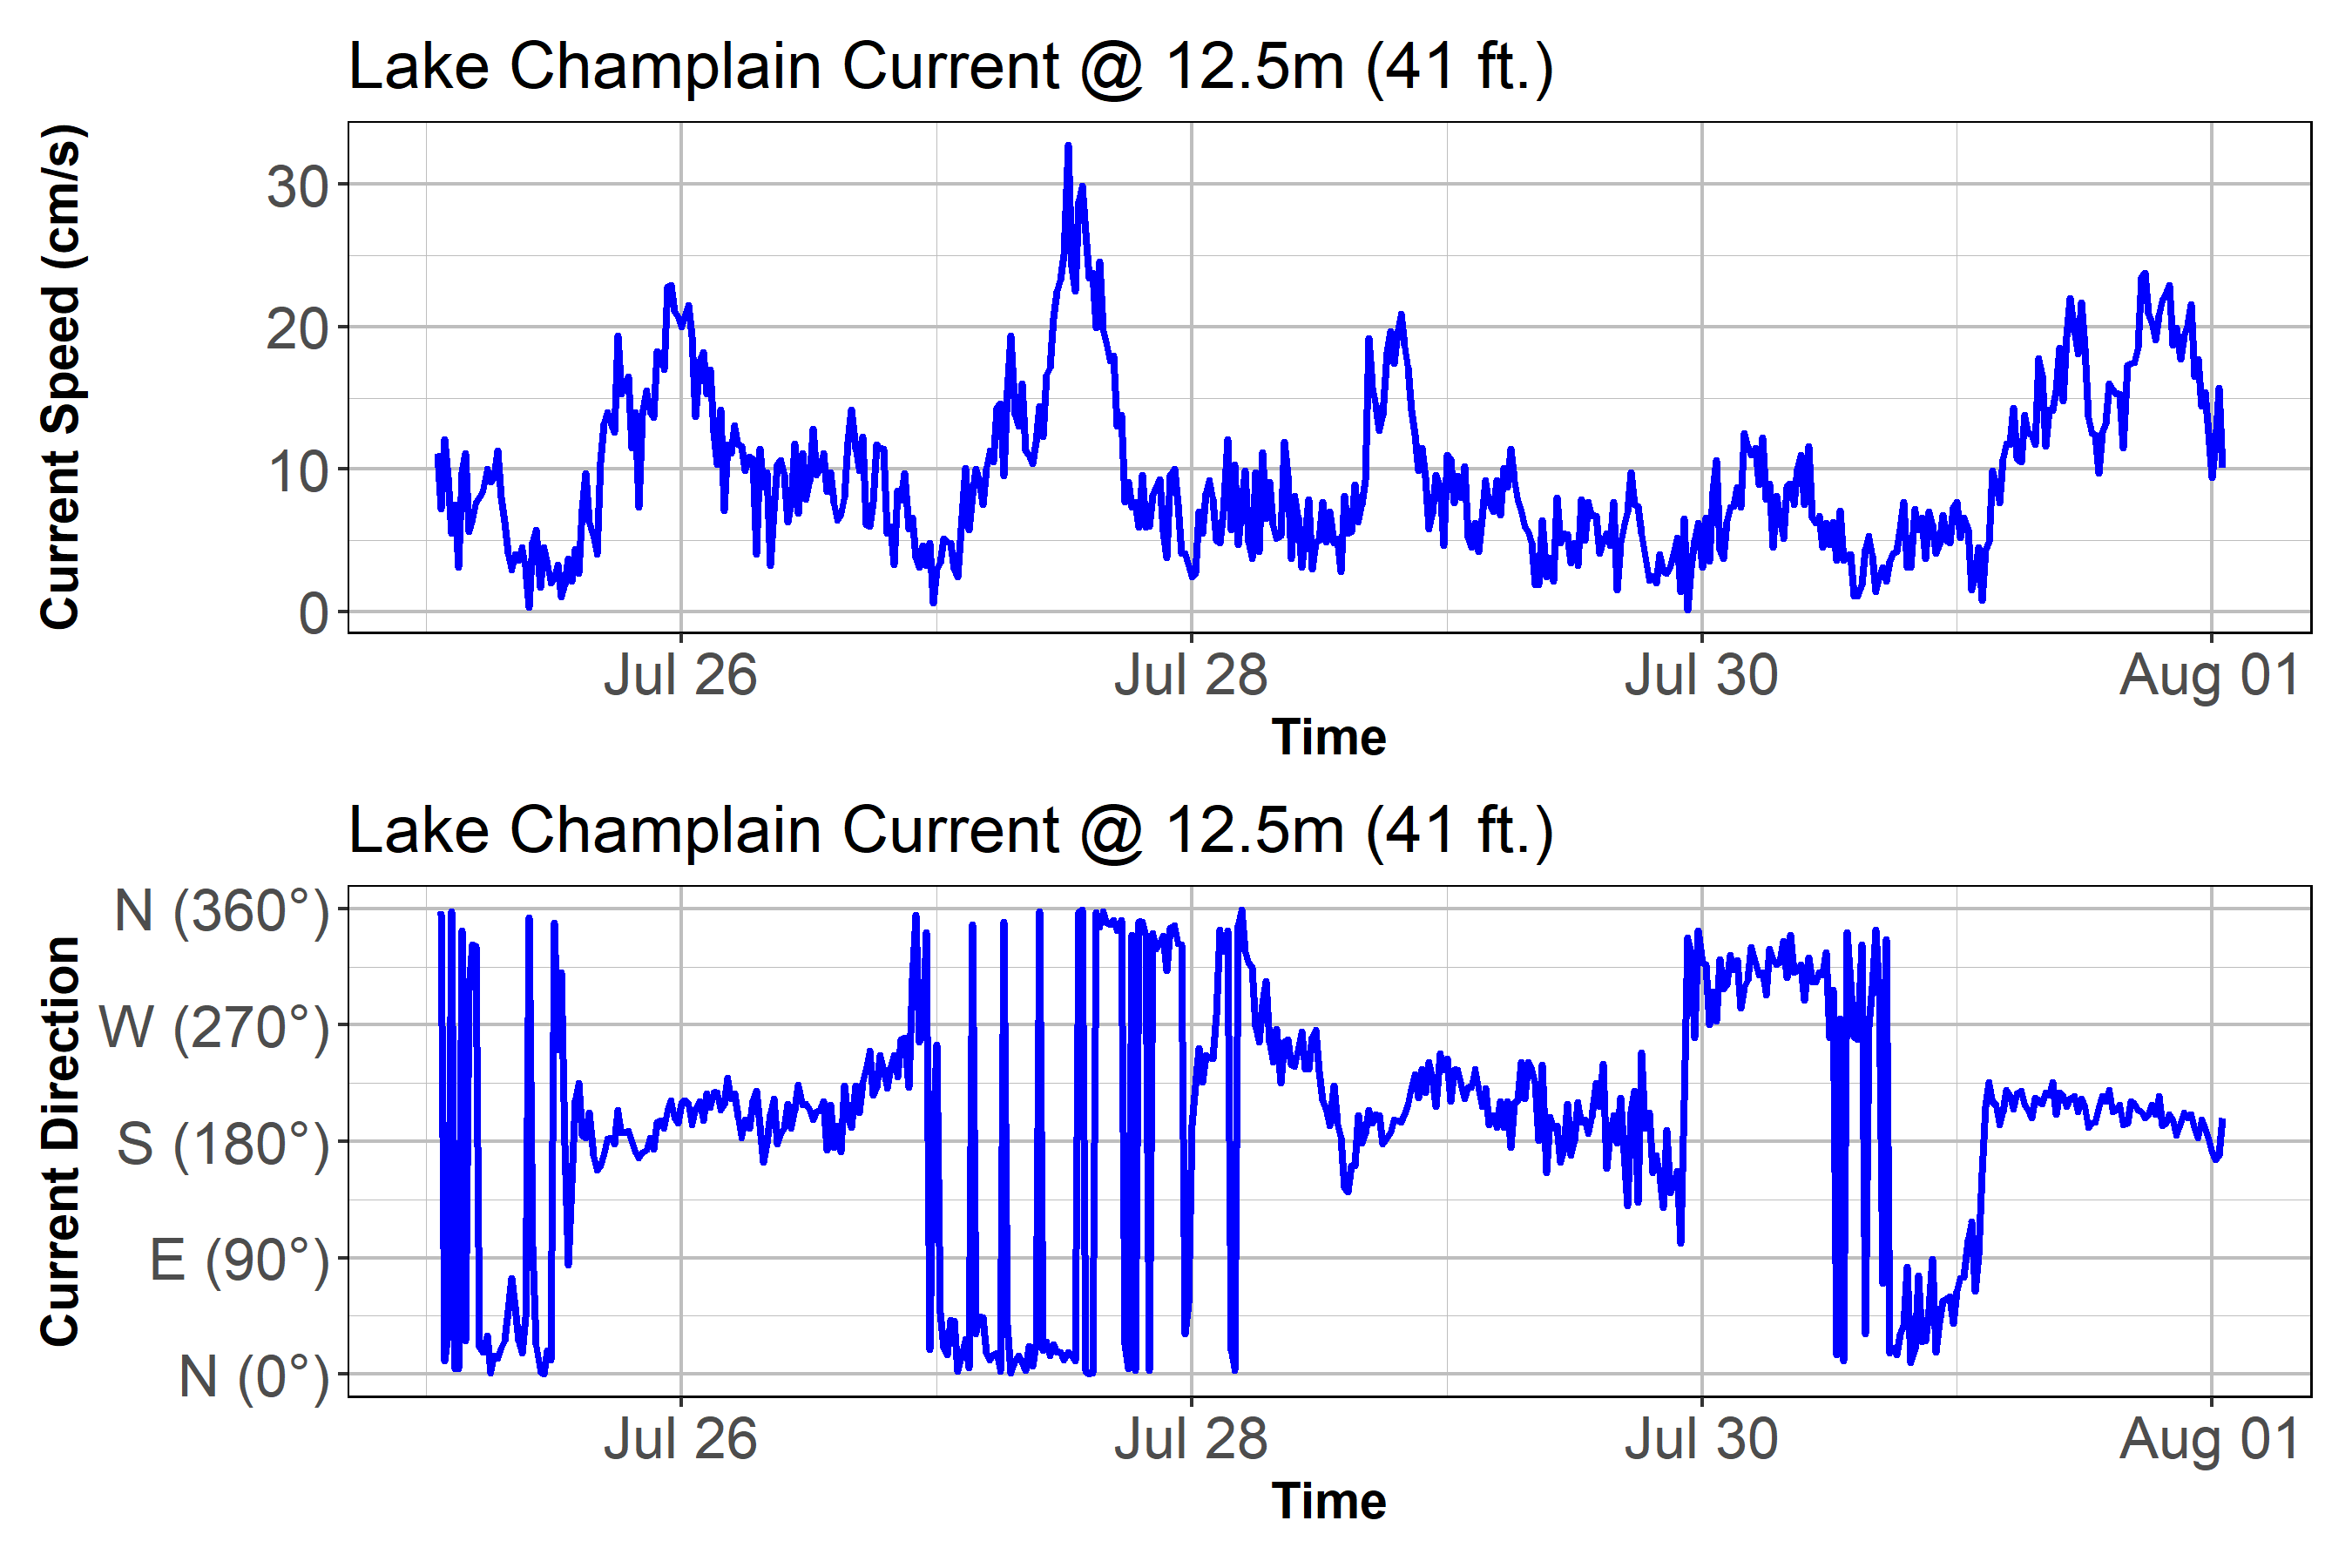 Lake Champlain Current @ 12.5m (41 ft.)
Current Speed (cm/s)
30
20
10
0
Jul 26 Jul 28 Jul 30 Aug 01
Time
Lake Champlain Current @ 12.5m (41 ft.)
Current Direction
N (360°)
W (270°)
S (180°)
E (90°)
N (0°)
Jul 26 Jul 28 Jul 30 Aug 01
Time